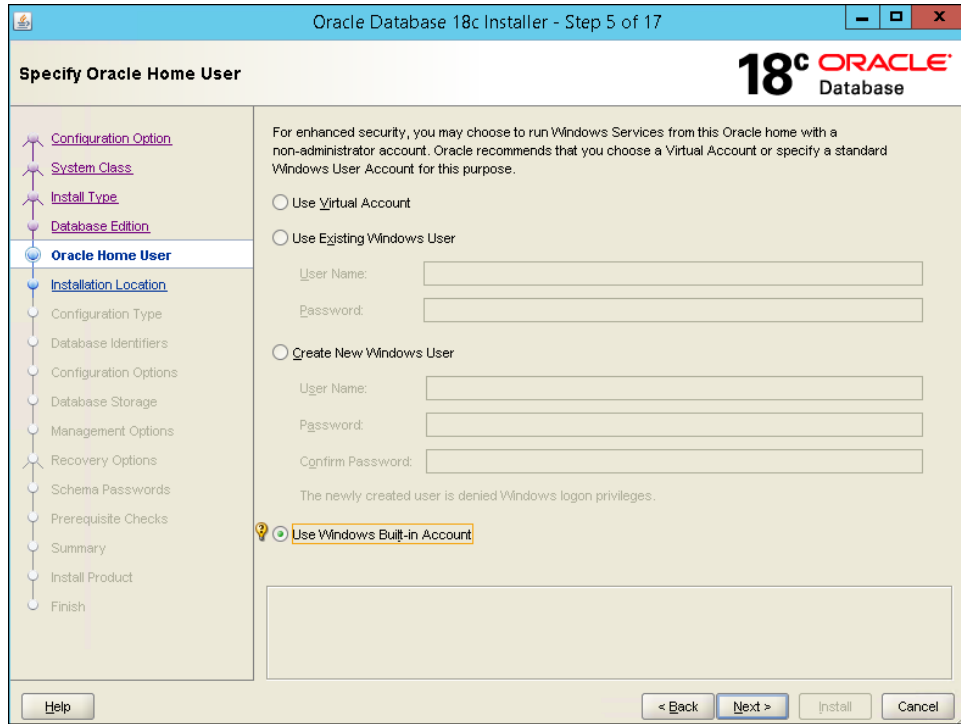 Oracle Database 18c Installer - Step 5 of 17
Specify Oracle Home User
18c ORACLE
Database
Configuration Option
System Class
Install Type
Database Edition
Oracle Home User
Installation Location
Configuration Type
Database Identifiers
Configuration Options
Database Storage
Management Options
Recovery Options
Schema Passwords
Prerequisite Checks
Summary
Install Product
Finish
For enhanced security, you may choose to run Windows Services from this Oracle home with a
non-administrator account. Oracle recommends that you choose a Virtual Account or specify a standard
Windows User Account for this purpose.
Use Virtual Account
Use Existing Windows User
User Name:
Password:
Create New Windows User
User Name:
Password:
Confirm Password:
The newly created user is denied Windows logon privileges.
Use Windows Built-in Account
Help
< Back
Next >
Install
Cancel